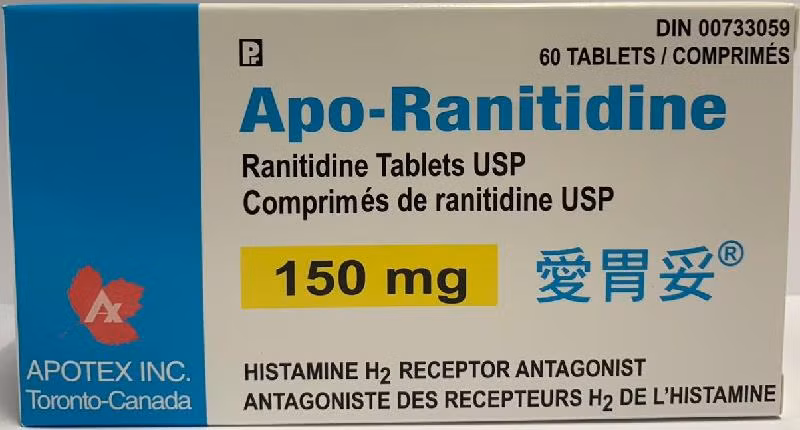 DIN 00733059
P.
60 TABLETS / COMPRIMÉS
Apo-Ranitidine
Ranitidine Tablets USP
Comprimés de ranitidine USP
150 mg
愛胃妥®
Ax
APOTEX INC.
Toronto-Canada
HISTAMINE H₂ RECEPTOR ANTAGONIST
ANTAGONISTE DES RECEPTEURS H₂ DE L'HISTAMINE